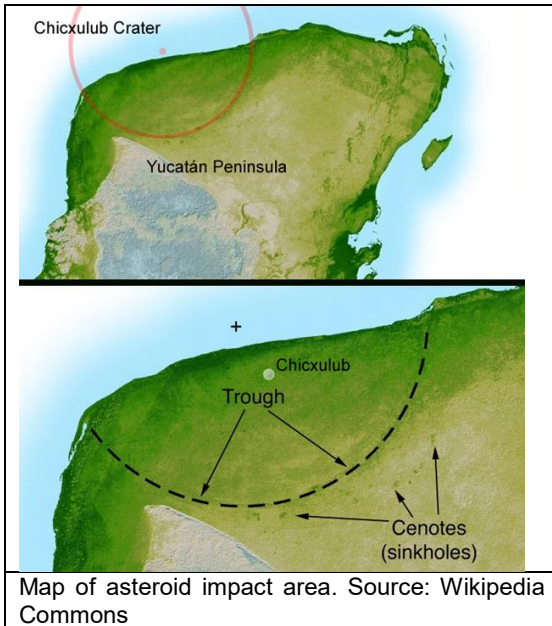 Chicxulub Crater
Yucatán Peninsula
+
Chicxulub
Trough
Cenotes
(sinkholes)
Map of asteroid impact area. Source: Wikipedia
Commons